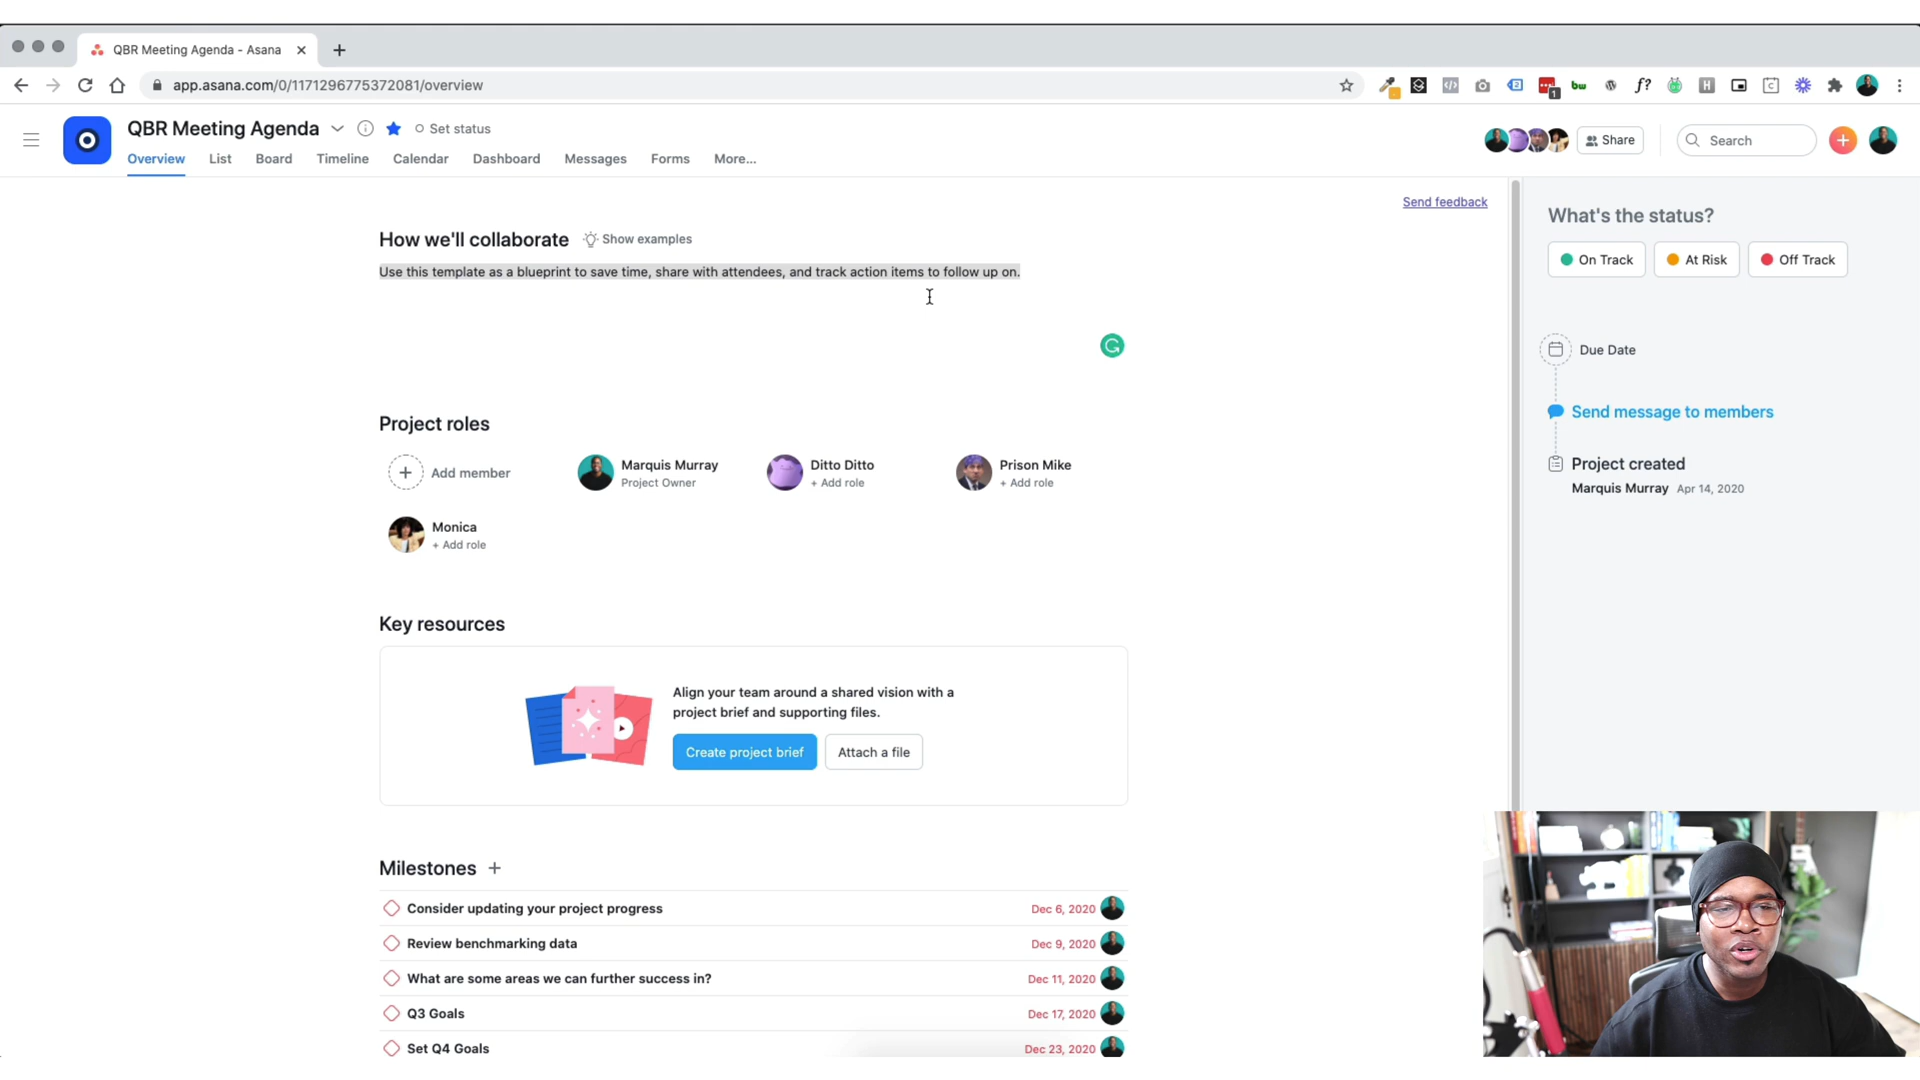 QBR Meeting Agenda - Asana
app.asana.com/0/1171296775372081/overview
1
bw
f?
H
QBR Meeting Agenda
Set status
Share
Search
Overview
List
Board
Timeline
Calendar
Dashboard
Messages
Forms
More...
Send feedback
How we'll collaborate
Show examples
Use this template as a blueprint to save time, share with attendees, and track action items to follow up on.
Project roles
Add member
Marquis Murray
Project Owner
Ditto Ditto
+ Add role
Prison Mike
+ Add role
Monica
+ Add role
Key resources
Align your team around a shared vision with a
project brief and supporting files.
Create project brief
Attach a file
Milestones
Consider updating your project progress
Dec 6, 2020
Review benchmarking data
Dec 9, 2020
What are some areas we can further success in?
Dec 11, 2020
Q3 Goals
Dec 17, 2020
Set Q4 Goals
Dec 23, 2020
What's the status?
On Track
At Risk
Off Track
Due Date
Send message to members
Project created
Marquis Murray Apr 14, 2020